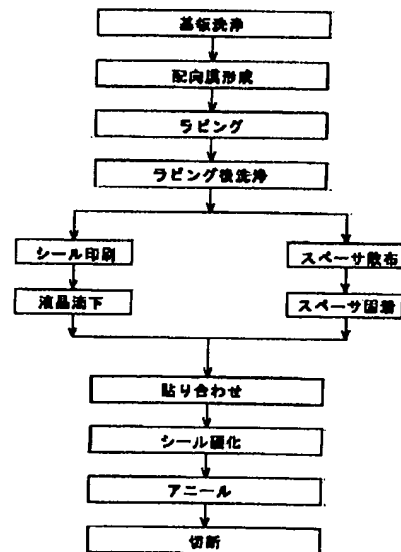 基板洗浄
配向膜形成
ラビング
ラビング後洗浄
シール印刷
スペーサ散布
液晶滴下
スペーサ固着
貼り合わせ
シール硬化
アニール
切断